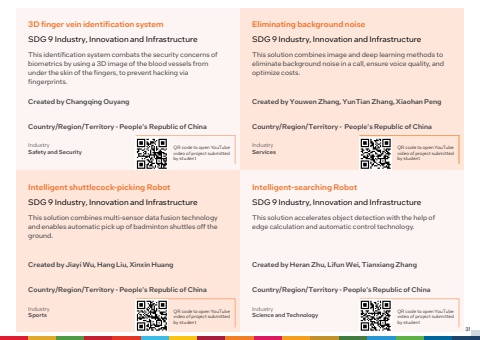 3D finger vein identification system
SDG 9 Industry, Innovation and Infrastructure
This identification system combats the security concerns of
biometrics by using a 3D image of the blood vessels from
under the skin of the fingers, to prevent hacking via
fingerprints.
Created by Changqing Ouyang
Country/Region/Territory - People's Republic of China
Industry
Safety and Security
QR code to open YouTube
video of project submitted
by student
Eliminating background noise
SDG 9 Industry, Innovation and Infrastructure
This solution combines image and deep learning methods to
eliminate background noise in a call, ensure voice quality, and
optimize costs.
Created by Youwen Zhang, YunTian Zhang, Xiaohan Peng
Country/Region/Territory - People's Republic of China
Industry
Services
QR code to open YouTube
video of project submitted
by student
Intelligent shuttlecock-picking Robot
SDG 9 Industry, Innovation and Infrastructure
This solution combines multi-sensor data fusion technology
and enables automatic pick up of badminton shuttles off the
ground.
Created by Jiayi Wu, Hang Liu, Xinxin Huang
Country/Region/Territory - People's Republic of China
Industry
Sports
QR code to open YouTube
video of project submitted
by student
Intelligent-searching Robot
SDG 9 Industry, Innovation and Infrastructure
This solution accelerates object detection with the help of
edge calculation and automatic control technology.
Created by Heran Zhu, Lifun Wei, Tianxiang Zhang
Country/Region/Territory - People's Republic of China
Industry
Science and Technology
QR code to open YouTube
video of project submitted
by student
31